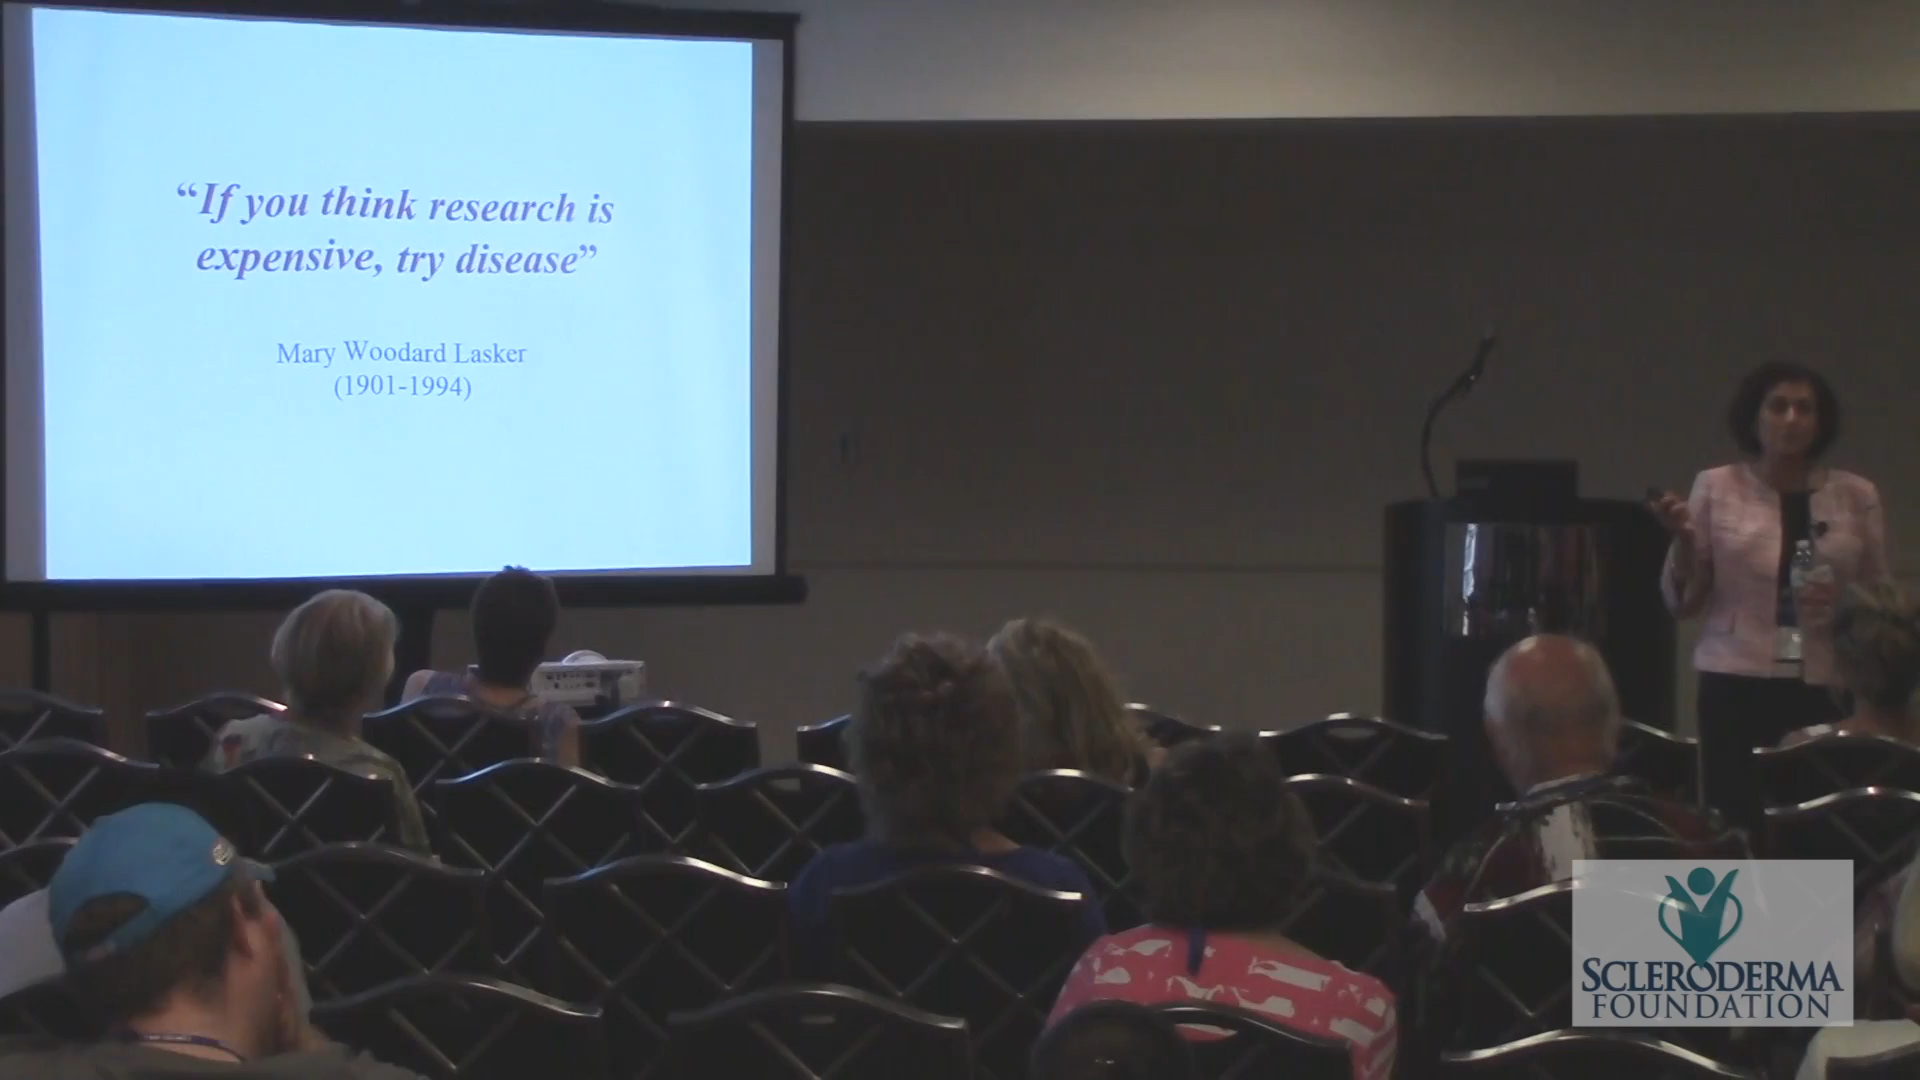 “If you think research is
expensive, try disease”
Mary Woodard Lasker
(1901-1994)
SCLERODERMA
FOUNDATION